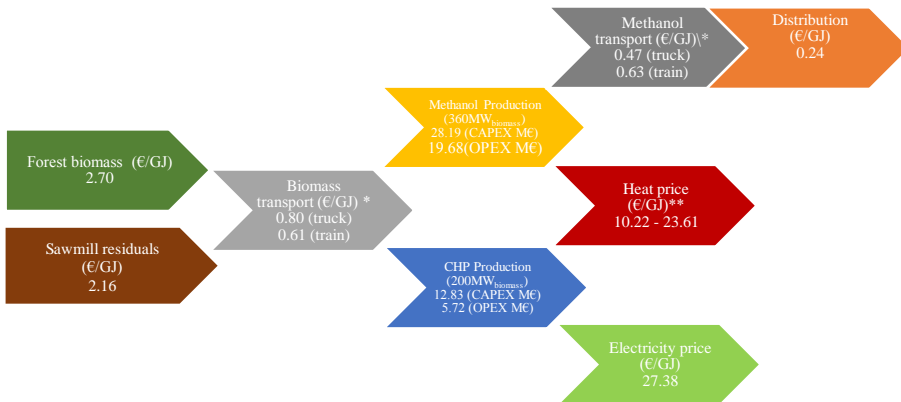 Forest biomass (€/GJ)
2.70
Sawmill residuals
(€/GJ)
2.16
Biomass
transport (€/GJ) *
0.80 (truck)
0.61 (train)
Methanol Production
(360MWbiomass)
28.19 (CAPEX M€)
19.68(OPEX M€)
CHP Production
(200MWbiomass)
12.83 (CAPEX M€)
5.72 (OPEX M€)
Methanol
transport (€/GJ)\*
0.47 (truck)
0.63 (train)
Distribution
(€/GJ)
0.24
Heat price
(€/GJ)**
10.22 - 23.61
Electricity price
(€/GJ)
27.38